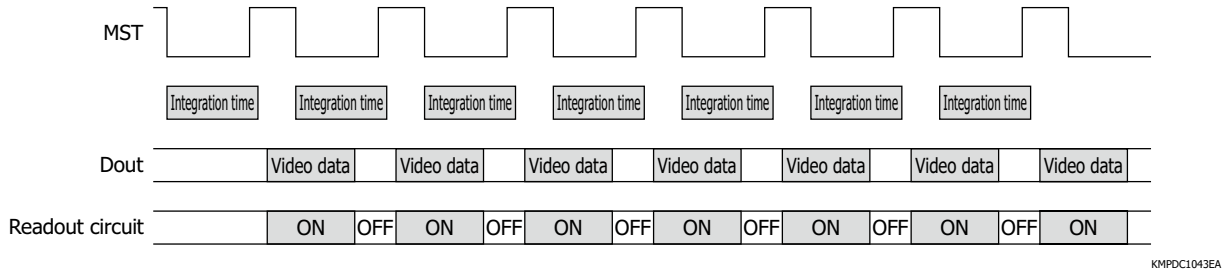 MST
Integration time Integration time Integration time Integration time Integration time Integration time Integration time
Dout Video data Video data Video data Video data Video data Video data Video data
Readout circuit ON OFF ON OFF ON OFF ON OFF ON OFF ON OFF ON
KMPDC1043EA